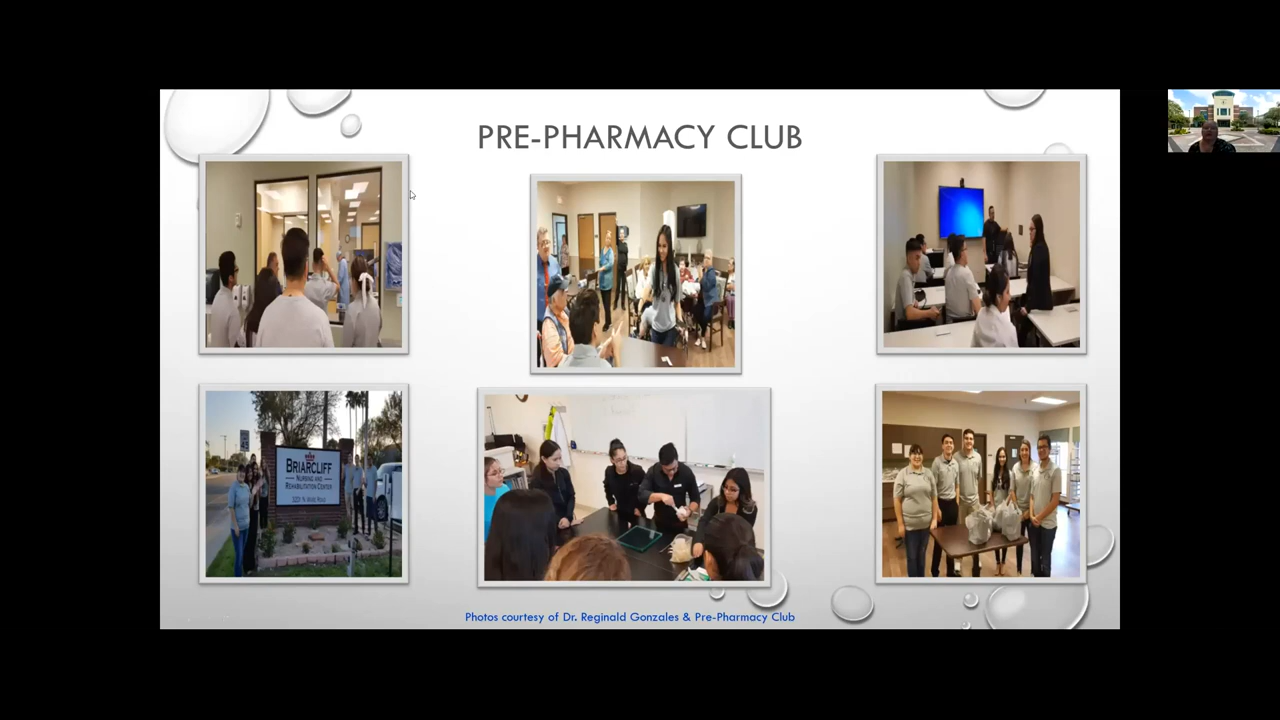 PRE-PHARMACY CLUB
BRIARCLIFF
NURSING AND
REHABILITATION CENTER
Photos courtesy of Dr. Reginald Gonzales & Pre-Pharmacy Club